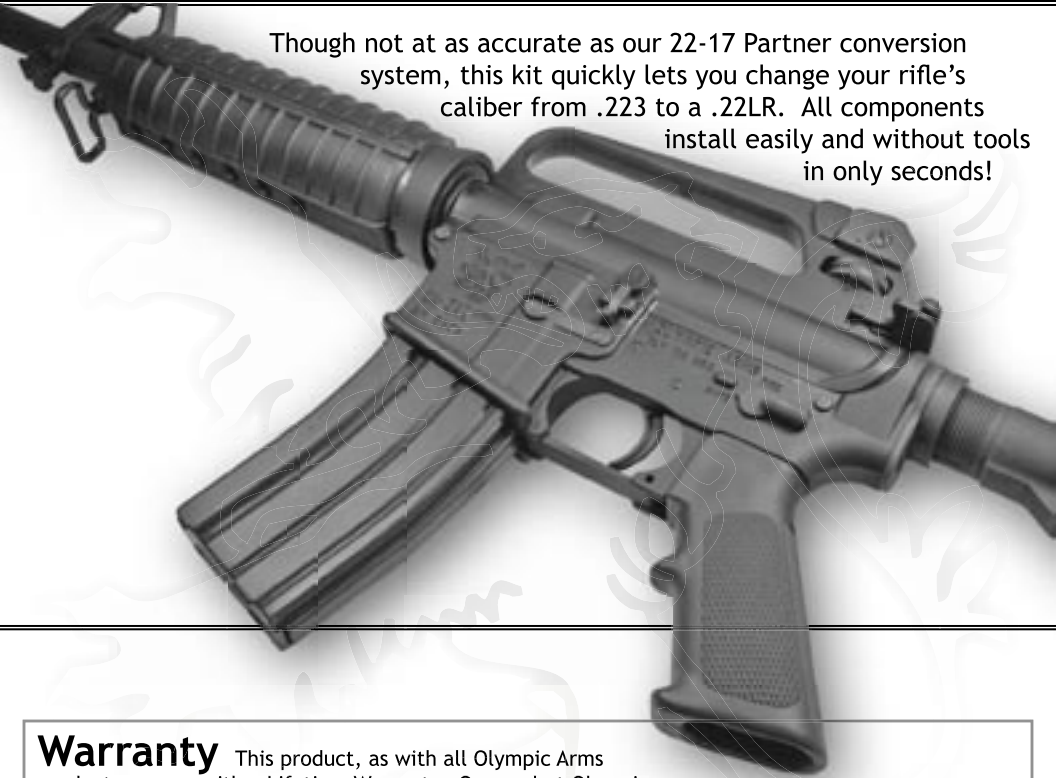 Though not at as accurate as our 22-17 Partner conversion
system, this kit quickly lets you change your rifle's
caliber from .223 to a .22LR. All components
install easily and without tools
in only seconds!
Warranty This product, as with all Olympic Arms